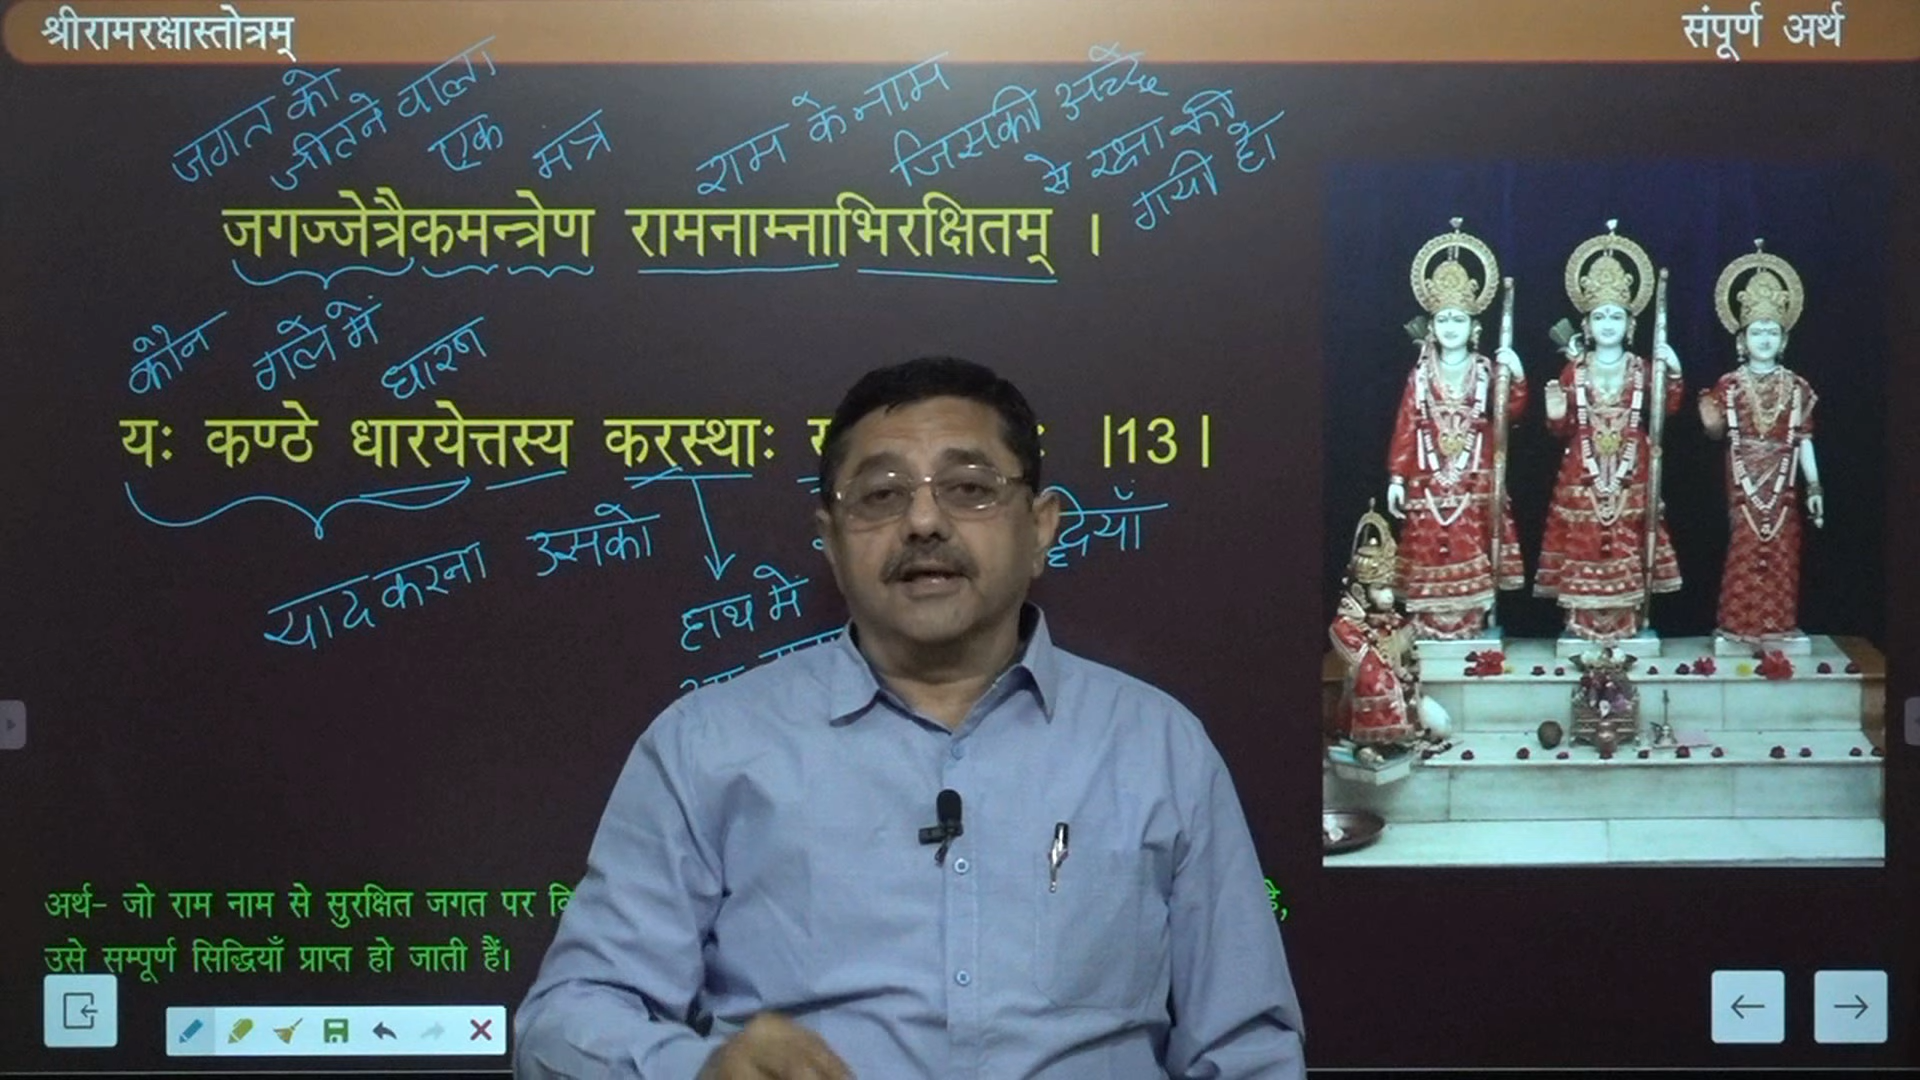 श्रीरामरक्षास्तोत्रम्
संपूर्ण अर्थ
जगत को
जीतने वाला
एक
मंत्र
राम के नाम
जिसकी अच्छे
से रक्षा की
गयी हो
जगज्जेत्रैकमन्त्रेण रामनाम्नाभिरक्षितम् ।
कौन
गले में
धारण
यः कण्ठे धारयेत्तस्य करस्थाः
।13।
याद करना
उसको
हाथ में
अर्थ- जो राम नाम से सुरक्षित जगत पर
उसे सम्पूर्ण सिद्धियाँ प्राप्त हो जाती हैं।